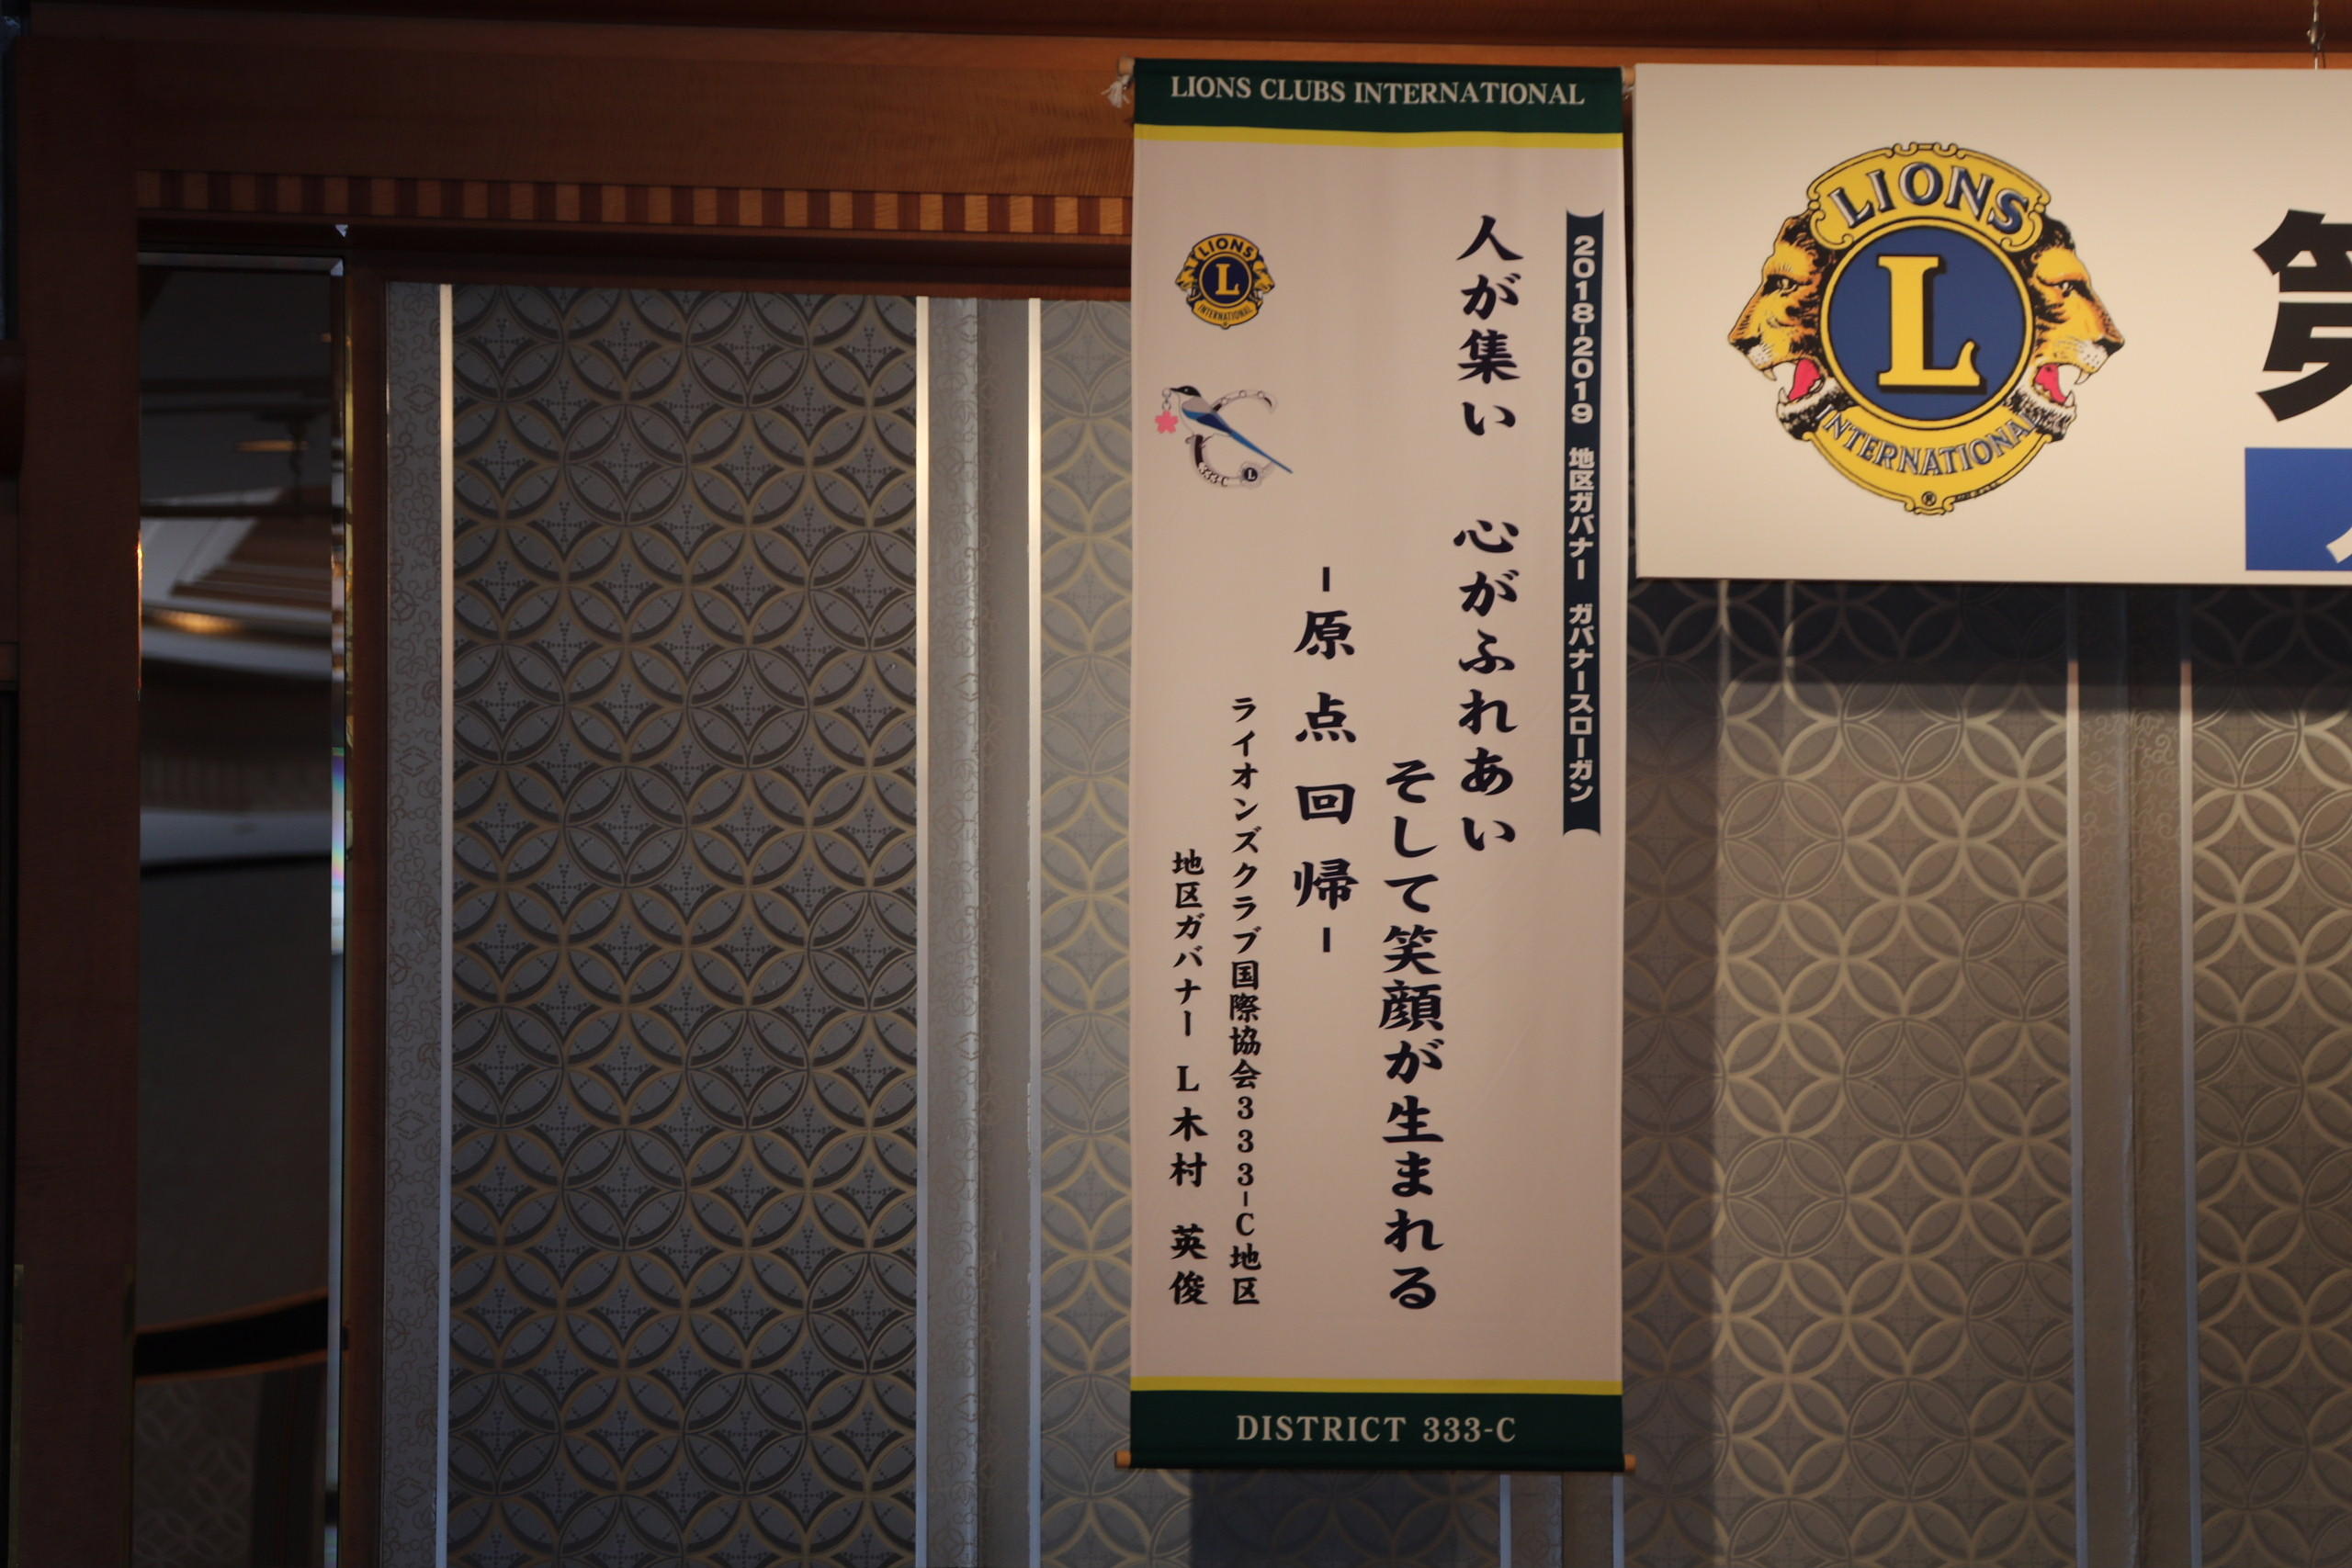 LIONS CLUBS INTERNATIONAL
2018-2019 地区ガバナー ガバナースローガン
人が集い 心がふれあい
そして笑顔が生まれる
-原点回帰-
ライオンズクラブ国際協会333-C地区
地区ガバナー L木村 英俊
LIONS
L
INTERNATIONAL
333-C
L
DISTRICT 333-C
LIONS
L
INTERNATIONAL
®
第